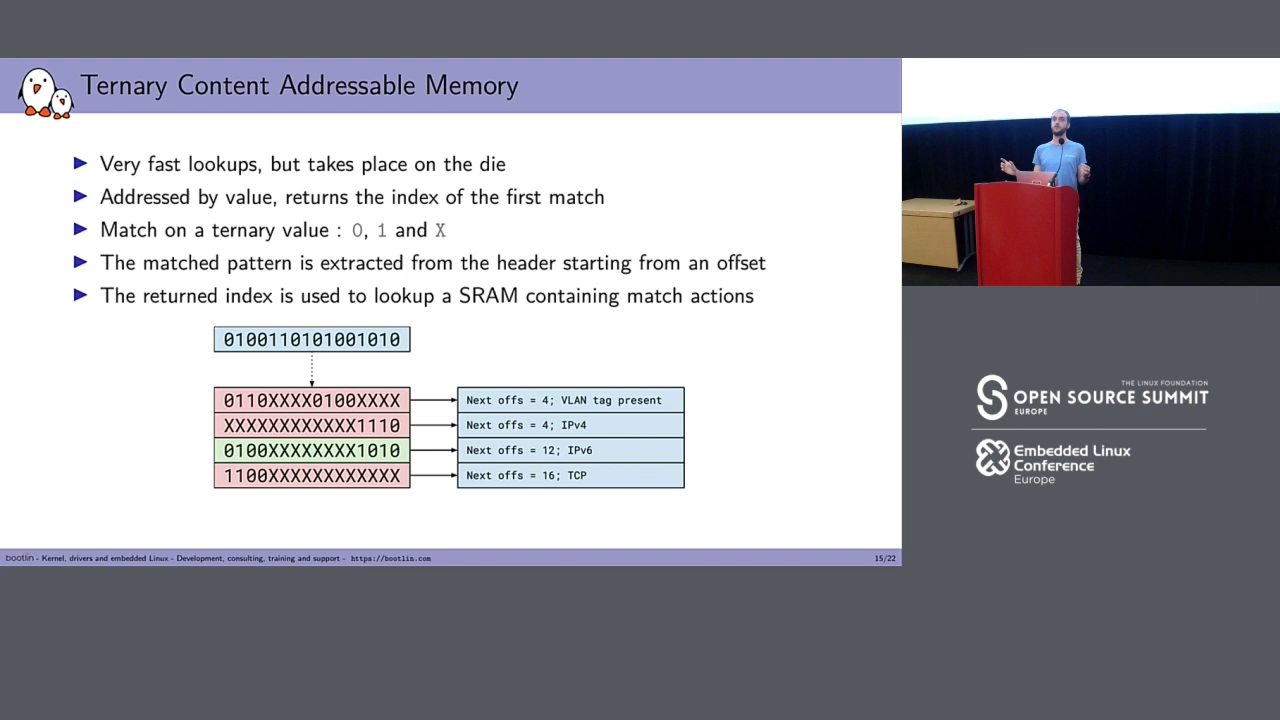 Ternary Content Addressable Memory
Very fast lookups, but takes place on the die
Addressed by value, returns the index of the first match
Match on a ternary value : 0, 1 and X
The matched pattern is extracted from the header starting from an offset
The returned index is used to lookup a SRAM containing match actions
0100110101001010
0110XXXX0100XXXX Next offs = 4; VLAN tag present
XXXXXXXXXXXX1110 Next offs = 4; IPv4
0100XXXXXXXX1010 Next offs = 12; IPv6
1100XXXXXXXXXXXX Next offs = 16; TCP
bootlin - Kernel, drivers and embedded Linux - Development, consulting, training and support - https://bootlin.com 15/22
THE LINUX FOUNDATION
OPEN SOURCE SUMMIT
EUROPE
Embedded Linux
Conference
Europe